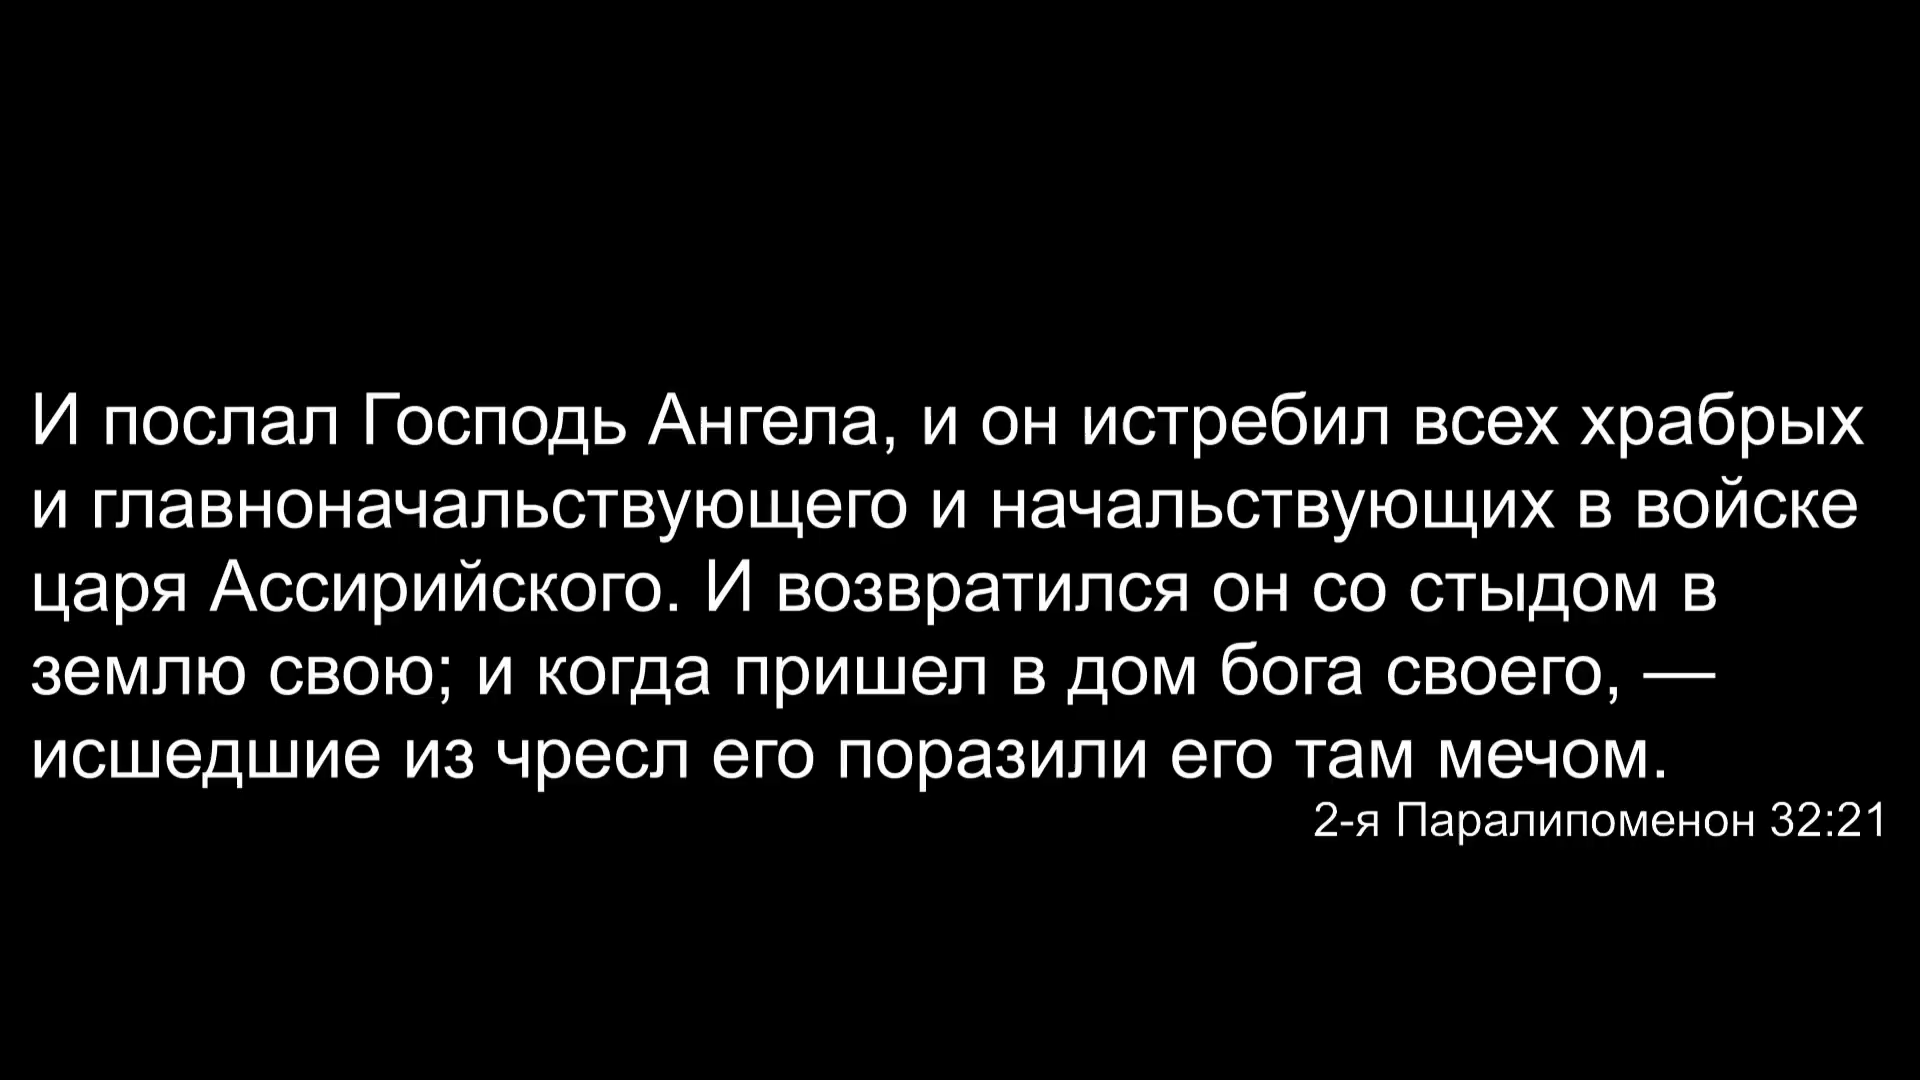 И послал Господь Ангела, и он истребил всех храбрых
и главноначальствующего и начальствующих в войске
царя Ассирийского. И возвратился он со стыдом в
землю свою; и когда пришел в дом бога своего, —
исшедшие из чресл его поразили его там мечом.
2-я Паралипоменон 32:21